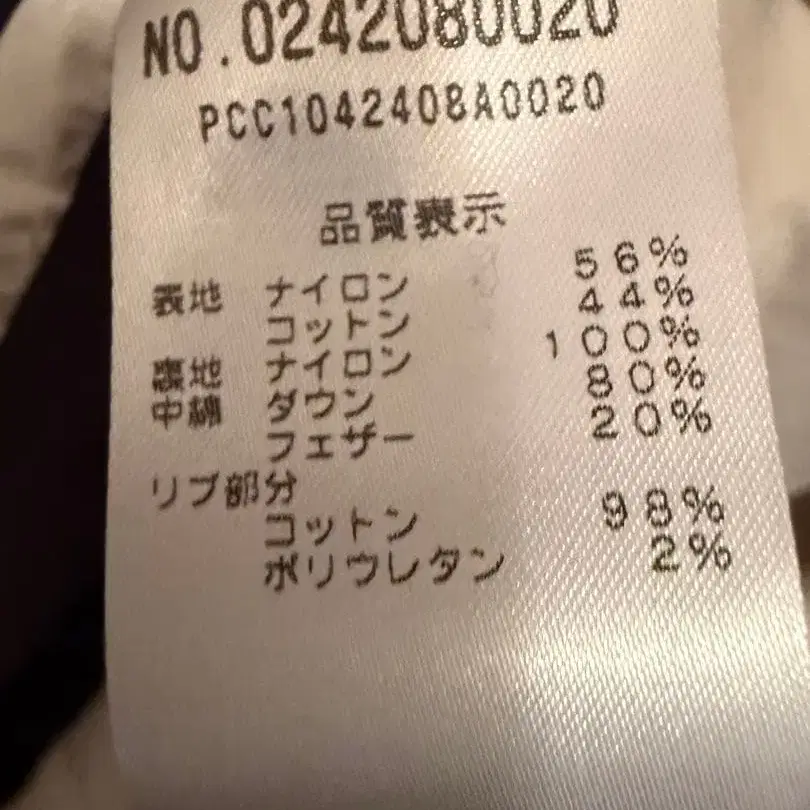 NO.0242080020
PCC1042408A0020
品質表示
表地 ナイロン 56%
コットン 44%
裏地 ナイロン 100%
中綿 ダウン 80%
フェザー 20%
リブ部分
コットン 98%
ポリウレタン 2%